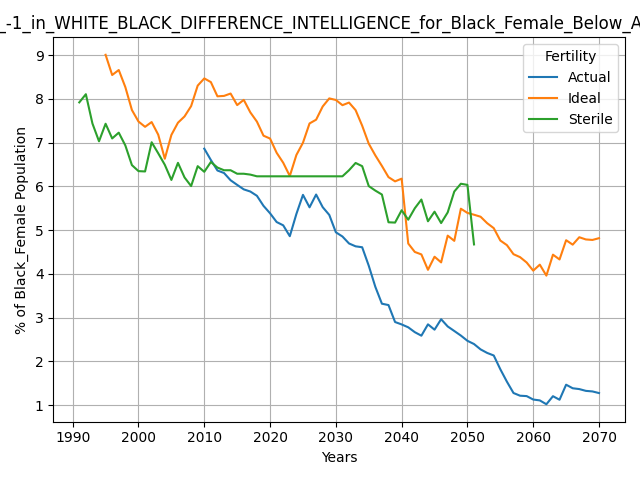 _-1_in_WHITE_BLACK_DIFFERENCE_INTELLIGENCE_for_Black_Female_Below_A
Fertility
Actual
Ideal
Sterile
% of Black_Female Population
9
8
7
6
5
4
3
2
1
1990 2000 2010 2020 2030 2040 2050 2060 2070
Years